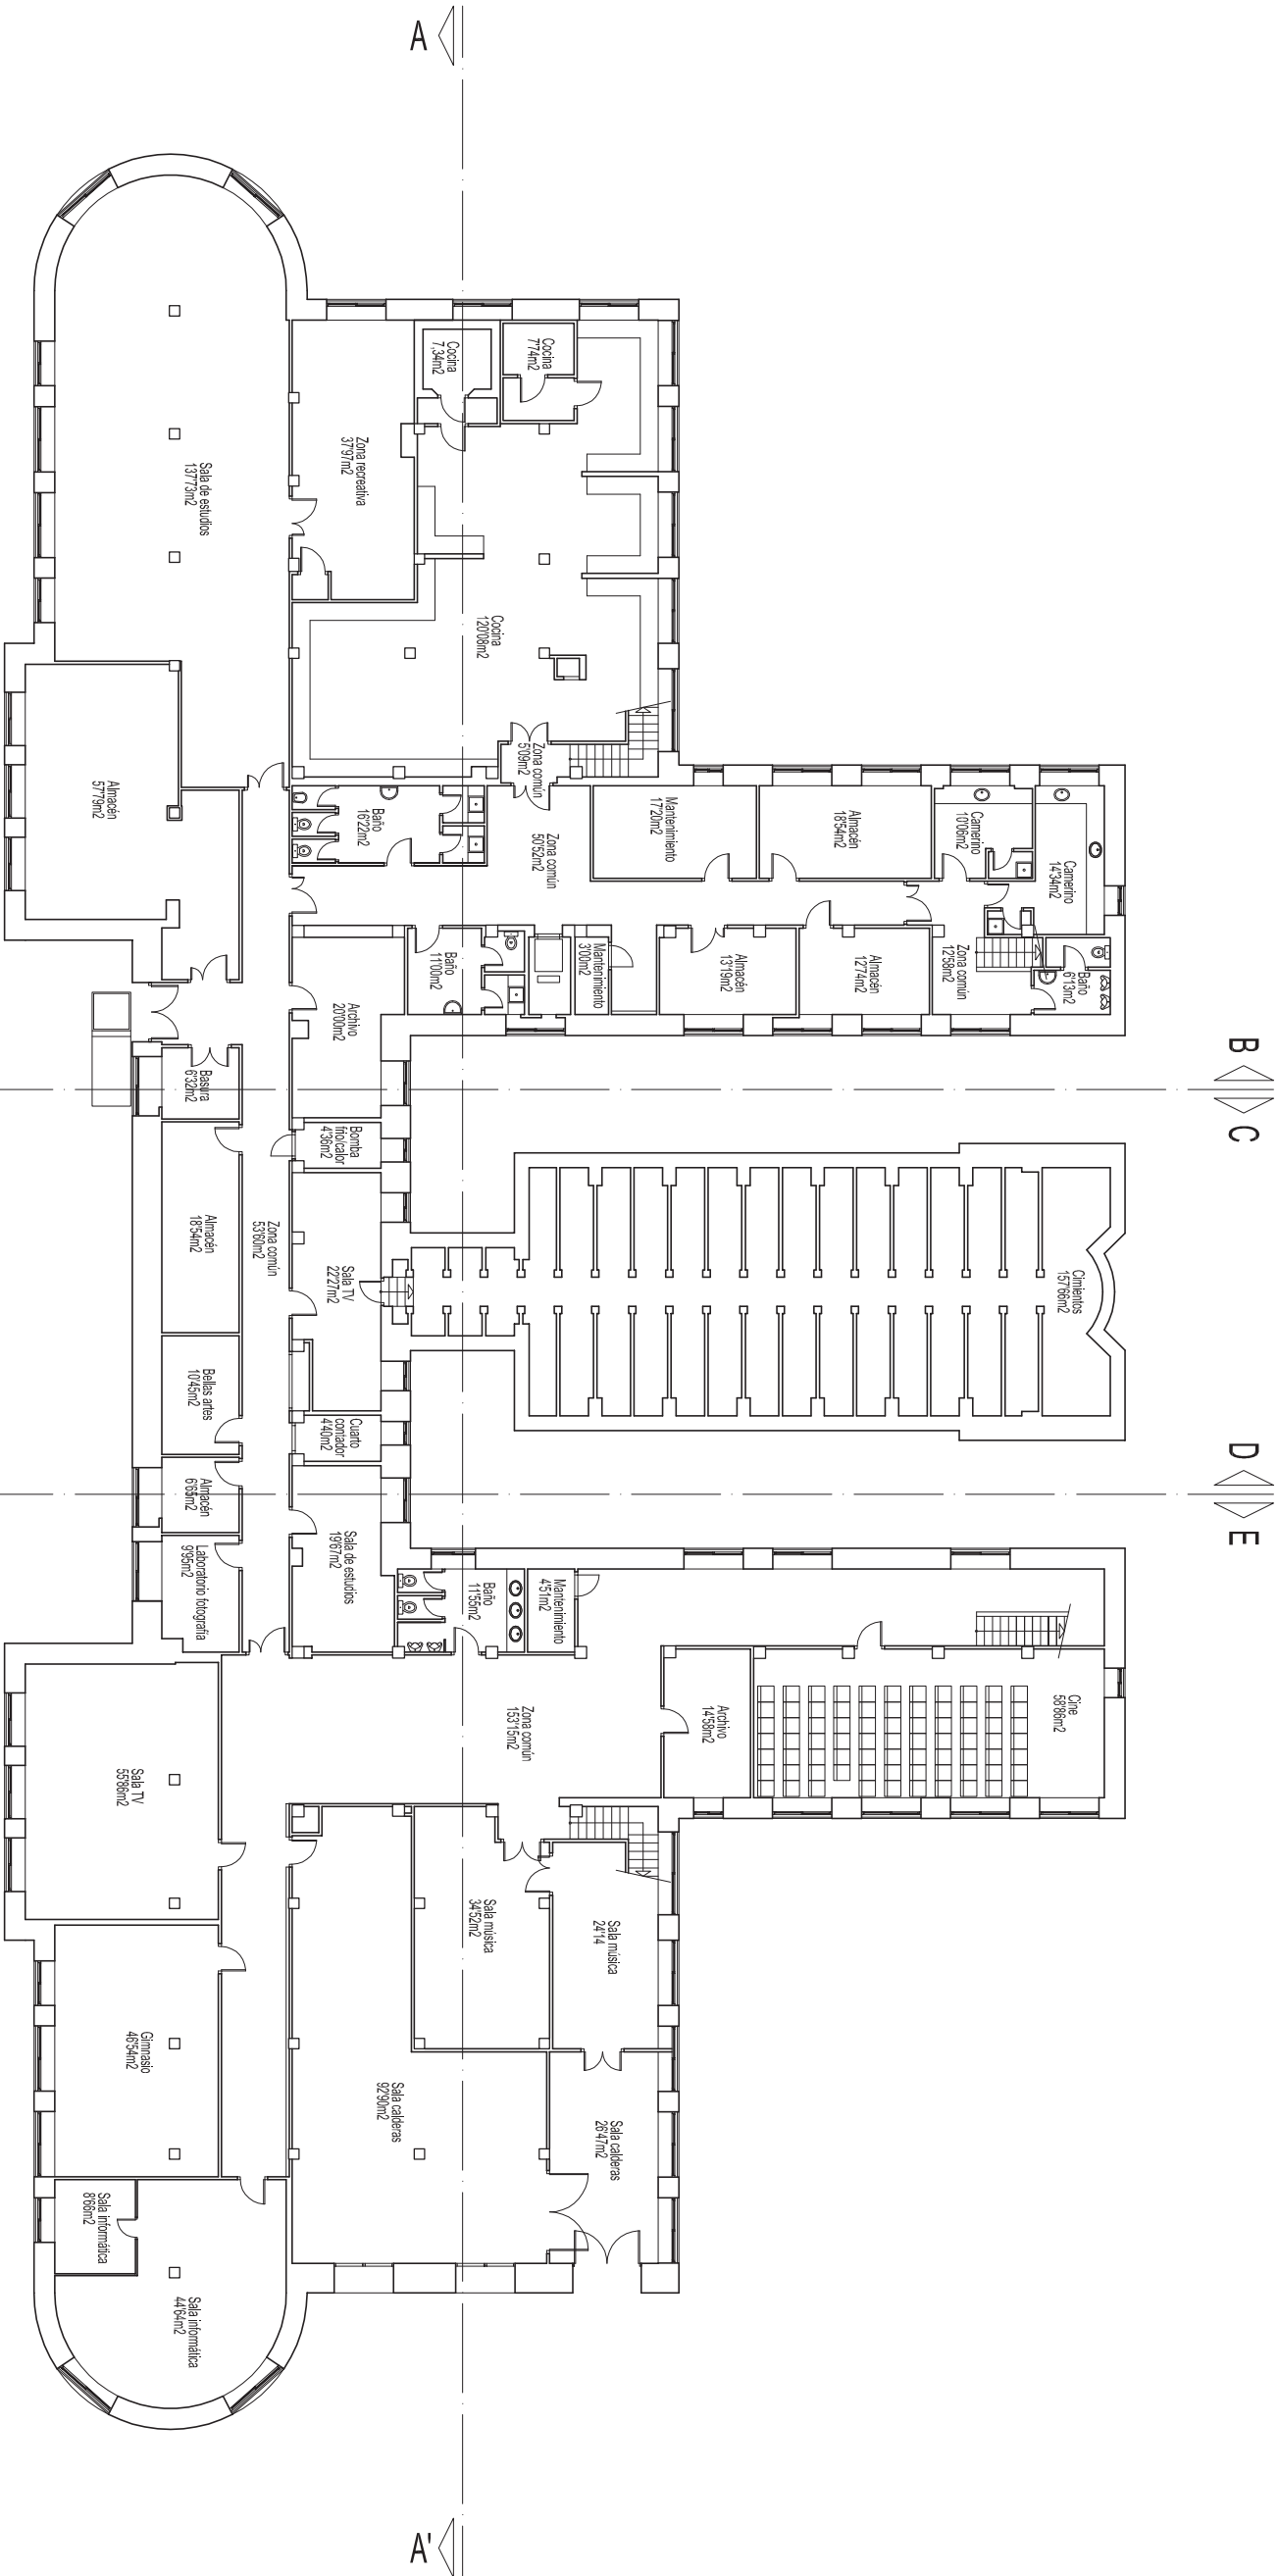 A
Cocina
7,34m2
Cocina
7'74m2
Zona recreativa
37'97m2
Sala de estudios
137'73m2
Cocina
120'08m2
Zona común
5'09m2
Almacén
57'79m2
Baño
16'22m2
Zona común
50'52m2
Mantenimiento
17'20m2
Almacén
18'54m2
Camerino
10'06m2
Camerino
14'34m2
Baño
11'00m2
Mantenimiento
3'00m2
Almacén
13'19m2
Almacén
12'74m2
Zona común
12'58m2
Baño
6'13m2
Archivo
20'00m2
B
C
Basura
6'32m2
Bomba
frio/calor
4'36m2
Almacén
18'54m2
Zona común
53'60m2
Sala TV
22'27m2
Cimientos
157'66m2
Bellas artes
10'45m2
Cuarto
contador
4'40m2
D
E
Almacén
6'65m2
Laboratorio fotografía
9'95m2
Sala de estudios
19'67m2
Baño
11'55m2
Mantenimiento
4'51m2
Zona común
153'15m2
Archivo
14'58m2
Cine
58'86m2
Sala TV
55'86m2
Sala música
34'52m2
Sala música
24'14
Gimnasio
46'54m2
Sala calderas
92'90m2
Sala calderas
26'47m2
Sala informática
8'66m2
Sala informática
44'64m2
A'